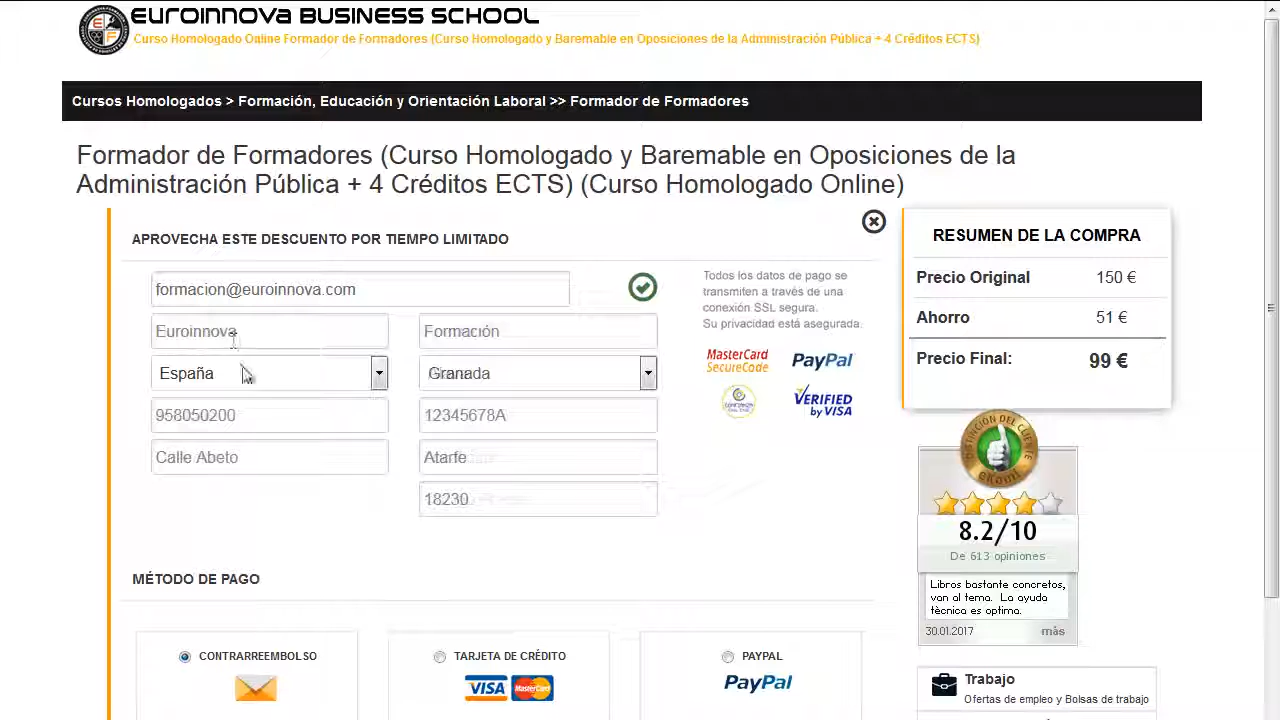 EUROINNOVA BUSINESS SCHOOL
Curso Homologado Online Formador de Formadores (Curso Homologado y Baremable en Oposiciones de la Administración Pública + 4 Créditos ECTS)
Cursos Homologados > Formación, Educación y Orientación Laboral >> Formador de Formadores
Formador de Formadores (Curso Homologado y Baremable en Oposiciones de la
Administración Pública + 4 Créditos ECTS) (Curso Homologado Online)
APROVECHA ESTE DESCUENTO POR TIEMPO LIMITADO
formacion@euroinnova.com
Euroinnova
Formación
España
Granada
958050200
12345678A
Calle Abeto
Atarfe
18230
Todos los datos de pago se
transmiten a través de una
conexión SSL segura.
Su privacidad está asegurada.
MasterCard
SecureCode
PayPal
CONFIANZA
ONLINE
VERIFIED
by VISA
MÉTODO DE PAGO
CONTRARREEMBOLSO
TARJETA DE CRÉDITO
VISA
MasterCard
PAYPAL
PayPal
RESUMEN DE LA COMPRA
Precio Original 150 €
Ahorro 51 €
Precio Final: 99 €
DISTINCIÓN DEL CLIENTE
eKomi
8.2/10
De 613 opiniones
Libros bastante concretos,
van al tema. La ayuda
tècnica es optima.
30.01.2017 más
Trabajo
Ofertas de empleo y Bolsas de trabajo